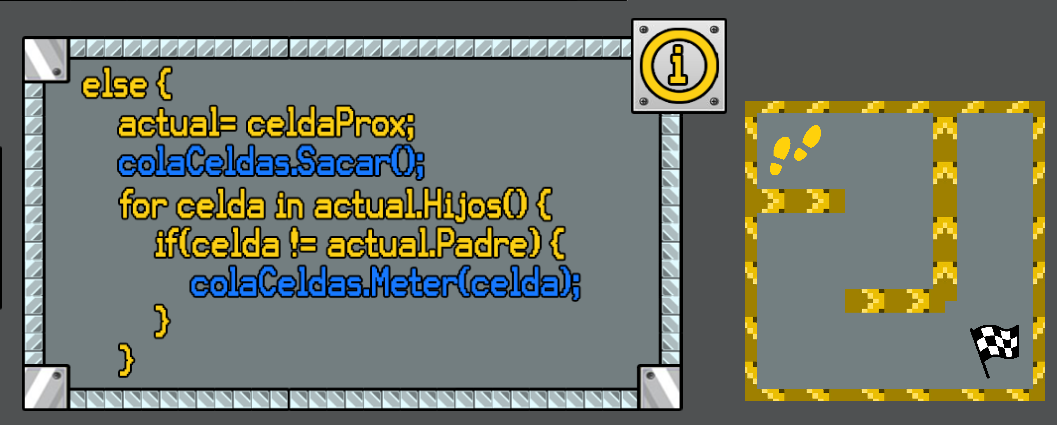 else {
actual= celdaProx;
colaCeldas.Sacar();
for celda in actual.Hijos() {
if(celda != actual.Padre) {
colaCeldas.Meter(celda);
}
}
i